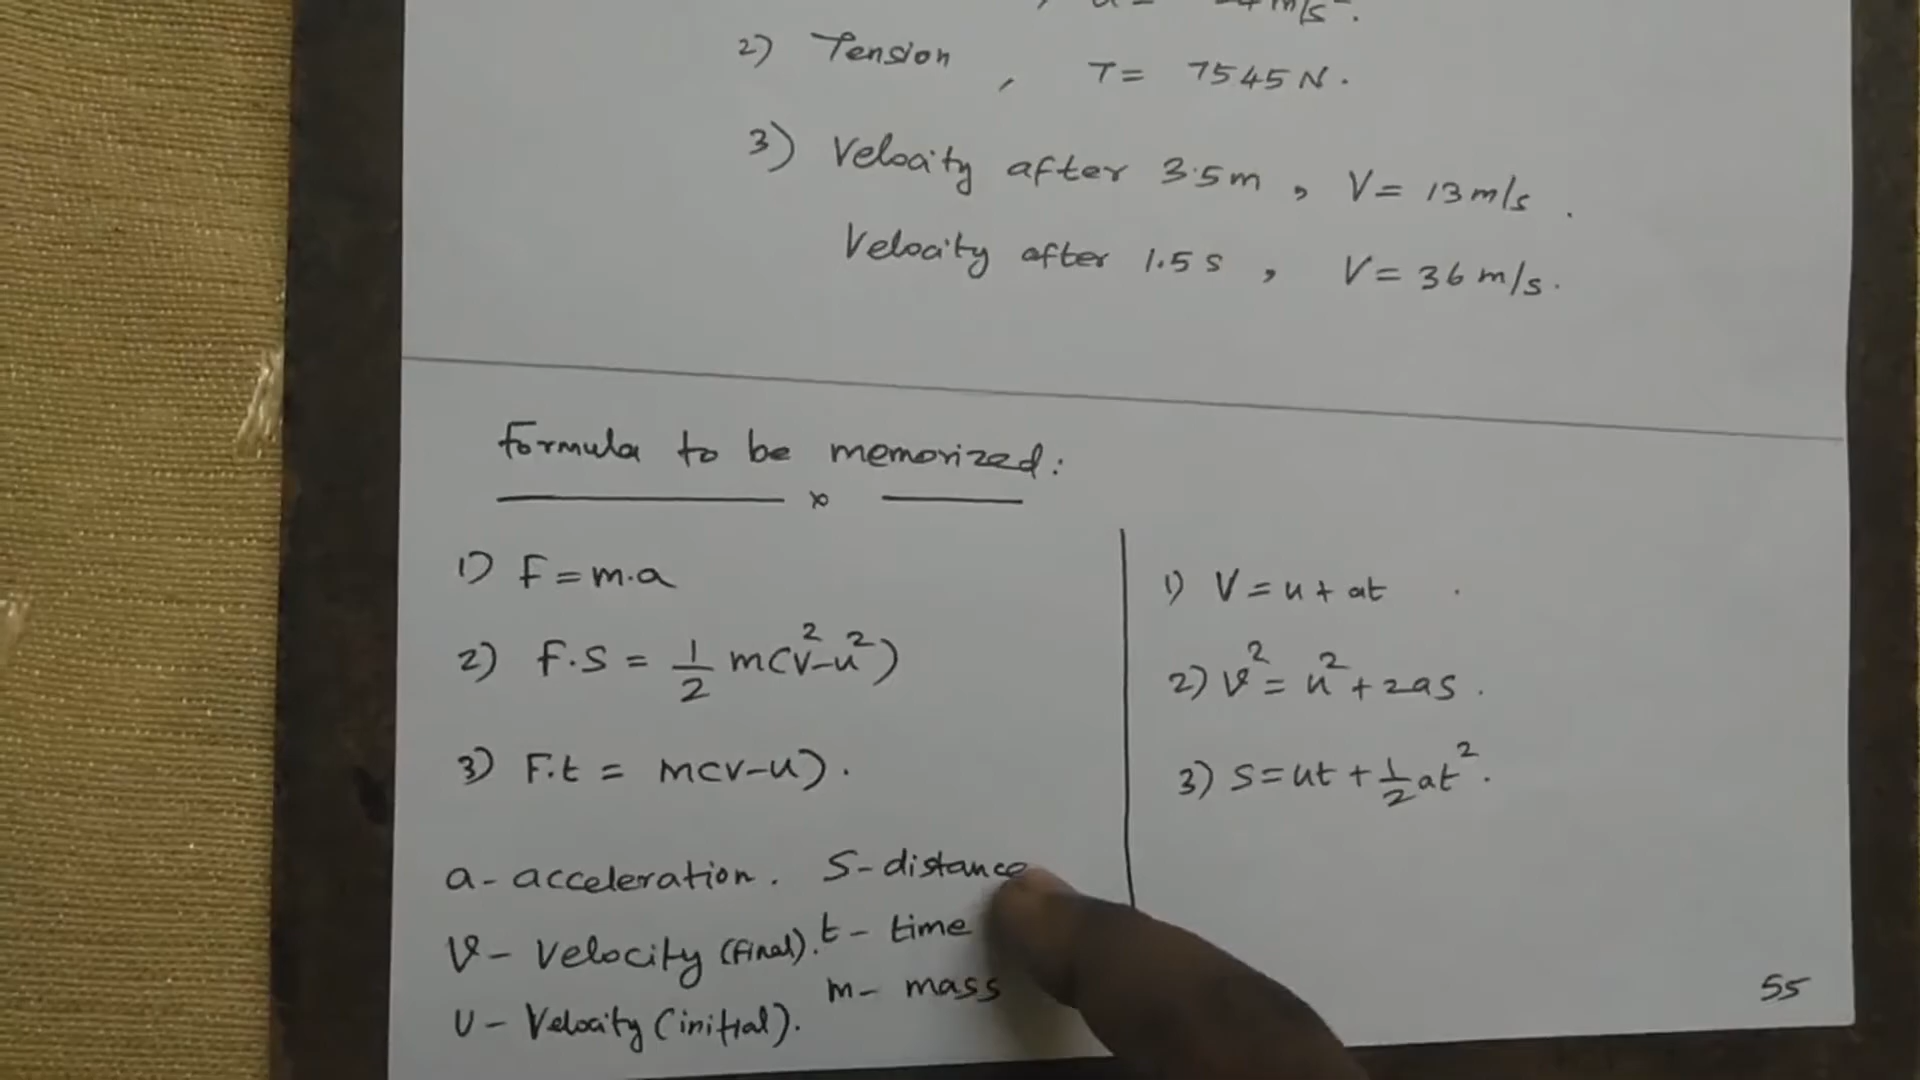 m/s².
2) Tension , T = 7545 N.
3) Velocity after 3.5m , V = 13 m/s .
Velocity after 1.5 s , V = 36 m/s.
Formula to be memorized:
1) F = m.a
2) F.S = 1/2 m(v²-u²)
3) F.t = m(v-u).
a - acceleration. S - distance
V - Velocity (final). t - time
U - Velocity (initial). m - mass
1) V = u + at
2) v² = u² + 2as .
3) S = ut + 1/2 at².
55